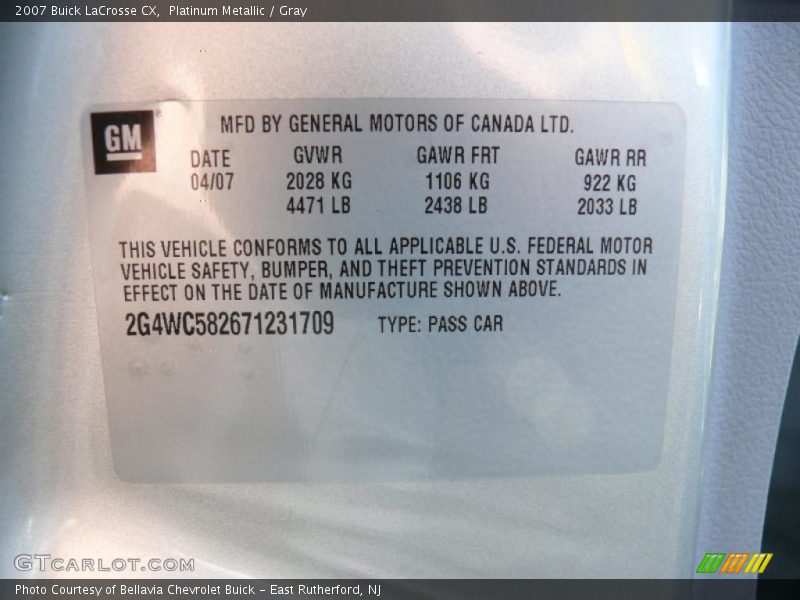 2007 Buick LaCrosse CX, Platinum Metallic / Gray
GM
MFD BY GENERAL MOTORS OF CANADA LTD.
DATE GVWR GAWR FRT GAWR RR
04/07 2028 KG 1106 KG 922 KG
4471 LB 2438 LB 2033 LB
THIS VEHICLE CONFORMS TO ALL APPLICABLE U.S. FEDERAL MOTOR
VEHICLE SAFETY, BUMPER, AND THEFT PREVENTION STANDARDS IN
EFFECT ON THE DATE OF MANUFACTURE SHOWN ABOVE.
2G4WC582671231709 TYPE: PASS CAR
GTCARLOT.COM
Photo Courtesy of Bellavia Chevrolet Buick - East Rutherford, NJ